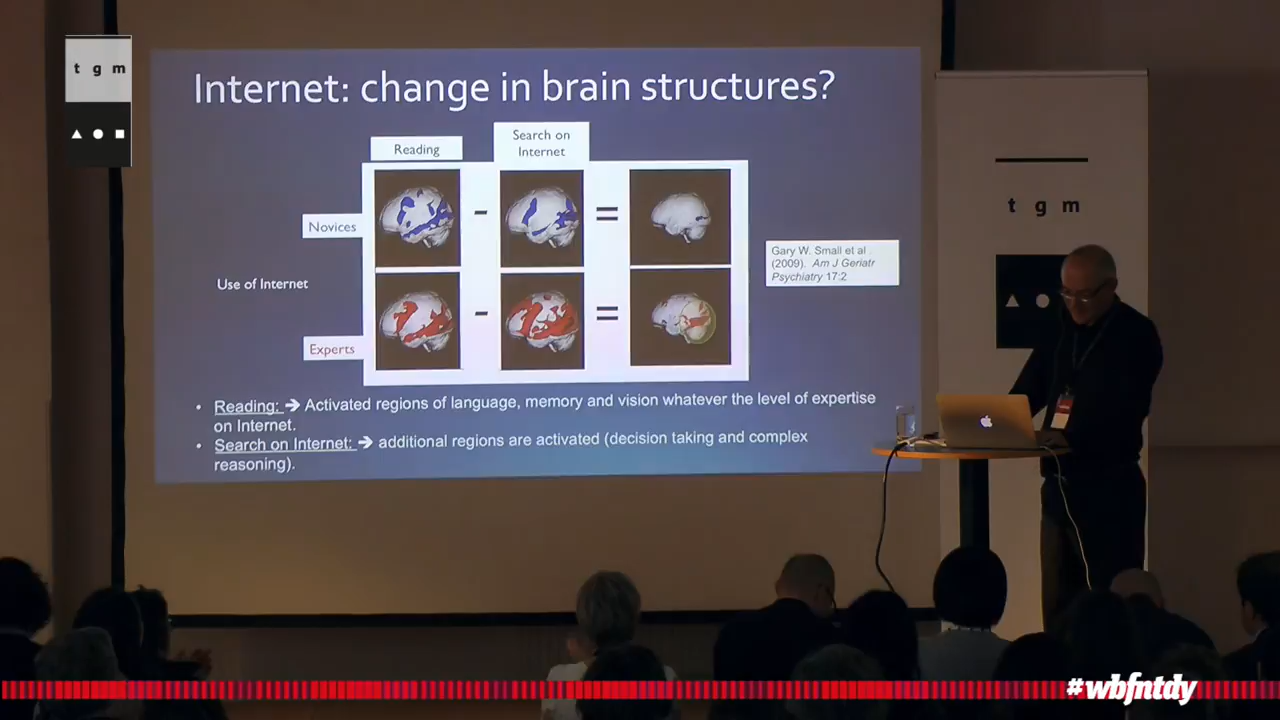 t g m
Internet: change in brain structures?
Reading
Search on
Internet
Novices
-
=
Use of Internet
Gary W. Small et al
(2009). Am J Geriatr
Psychiatry 17:2
Experts
-
=
• Reading: ➔ Activated regions of language, memory and vision whatever the level of expertise
on Internet.
• Search on Internet: ➔ additional regions are activated (decision taking and complex
reasoning).
t g m
#wbfntdy